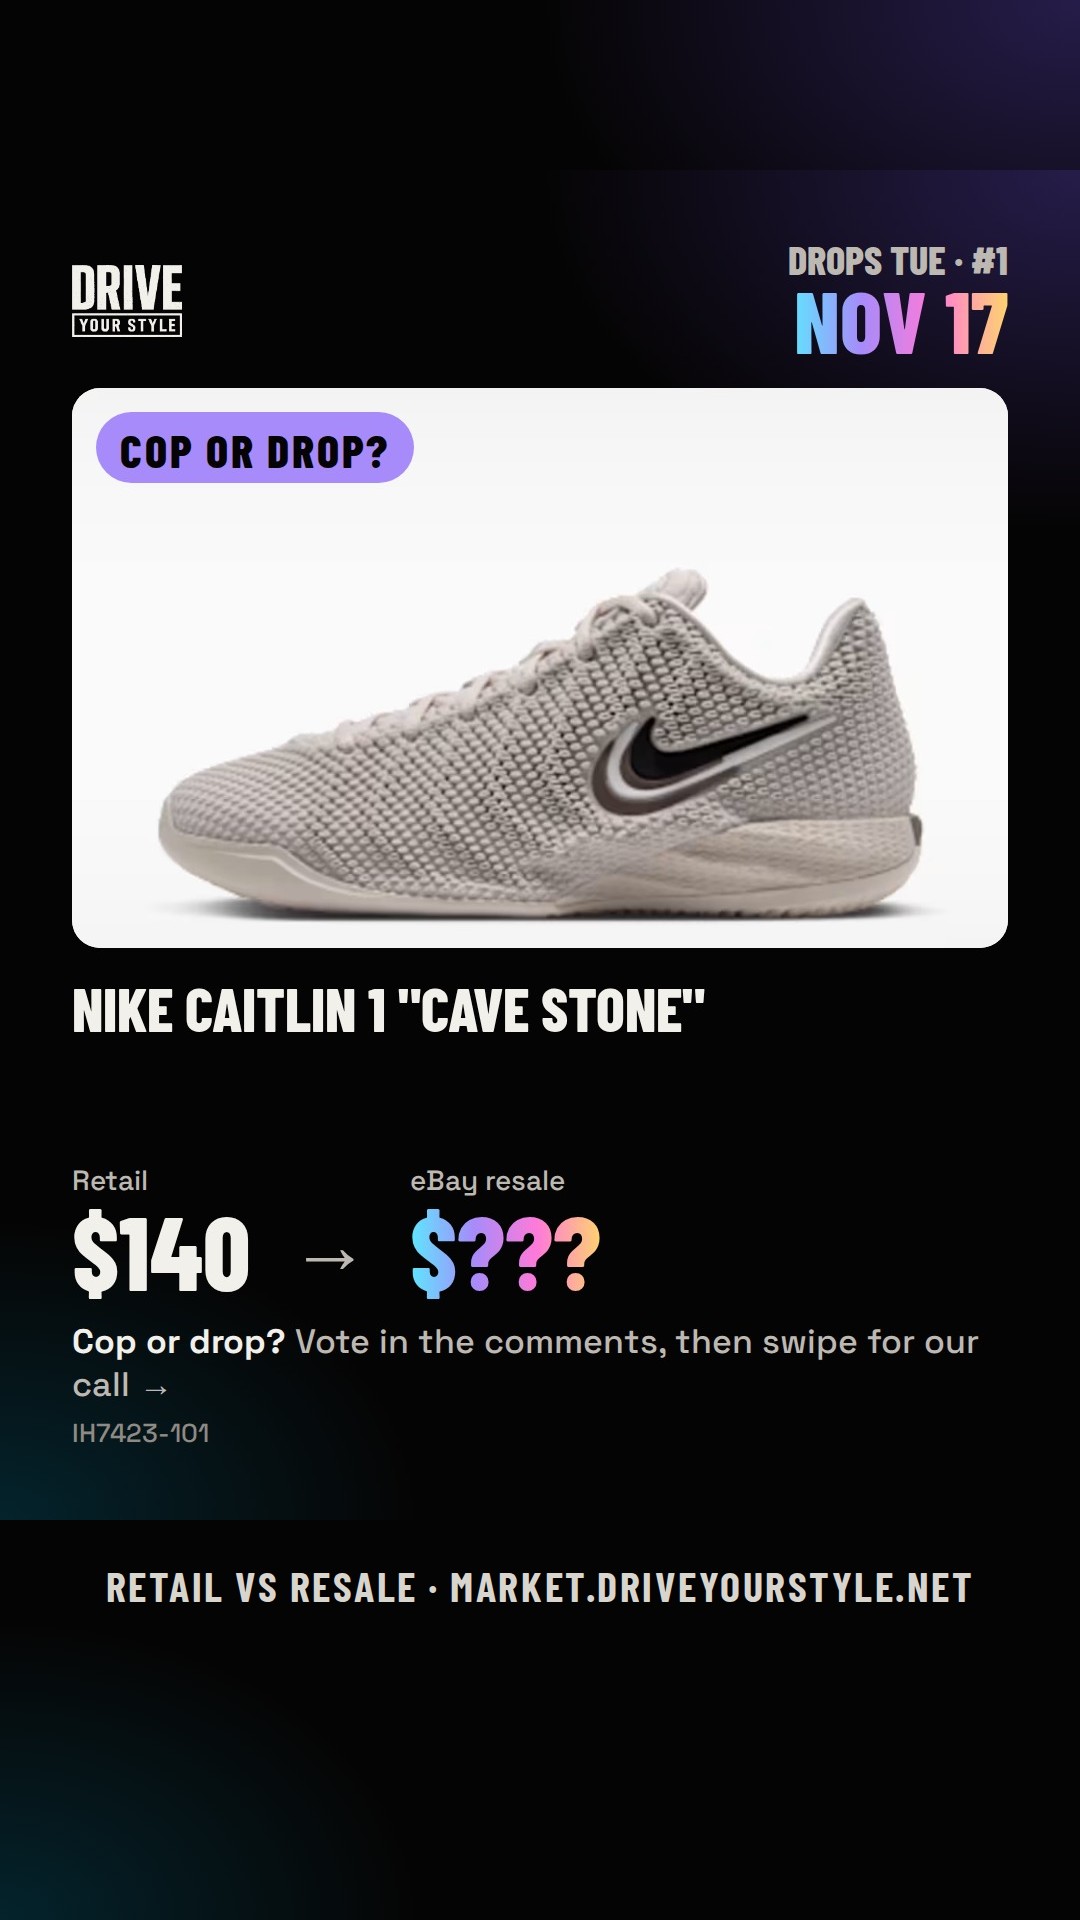 DRIVE
YOUR STYLE
DROPS TUE · #1
NOV 17
COP OR DROP?
NIKE CAITLIN 1 "CAVE STONE"
Retail
$140
→
eBay resale
$???
Cop or drop? Vote in the comments, then swipe for our
call →
IH7423-101
RETAIL VS RESALE · MARKET.DRIVEYOURSTYLE.NET